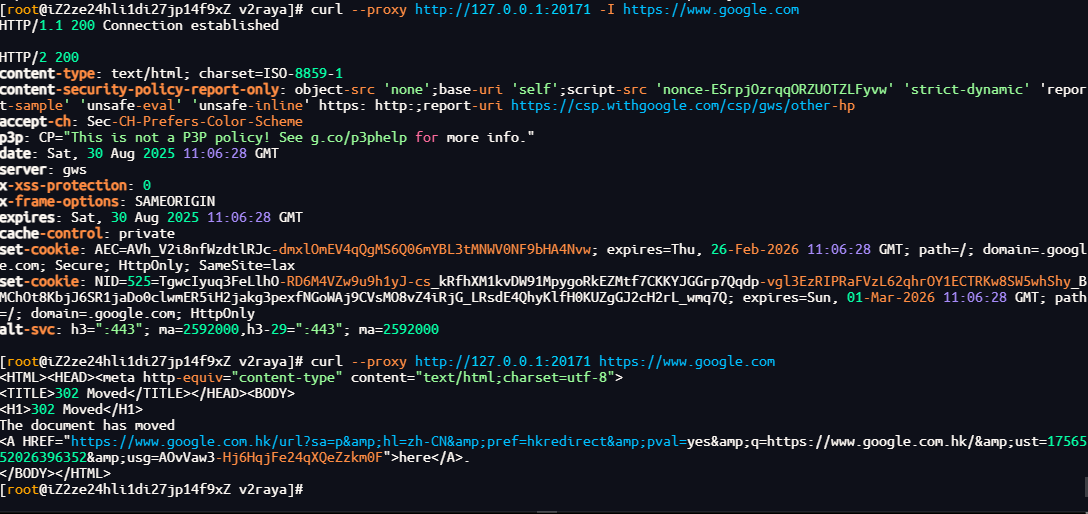 [root@iZ2ze24hli1di27jp14f9xZ v2raya]# curl --proxy http://127.0.0.1:20171 -I https://www.google.com
HTTP/1.1 200 Connection established
HTTP/2 200
content-type: text/html; charset=ISO-8859-1
content-security-policy-report-only: object-src 'none';base-uri 'self';script-src 'nonce-ESrpjOzrqqORZUOTZLFyvw' 'strict-dynamic' 'repor
t-sample' 'unsafe-eval' 'unsafe-inline' https: http:;report-uri https://csp.withgoogle.com/csp/gws/other-hp
accept-ch: Sec-CH-Prefers-Color-Scheme
p3p: CP="This is not a P3P policy! See g.co/p3phelp for more info."
date: Sat, 30 Aug 2025 11:06:28 GMT
server: gws
x-xss-protection: 0
x-frame-options: SAMEORIGIN
expires: Sat, 30 Aug 2025 11:06:28 GMT
cache-control: private
set-cookie: AEC=AVh_V2i8nfWzdtlRJc-dmxlOmEV4qQgMS6Q06mYBL3tMNWV0NF9bHA4Nvw; expires=Thu, 26-Feb-2026 11:06:28 GMT; path=/; domain=.googl
e.com; Secure; HttpOnly; SameSite=lax
set-cookie: NID=525=TgwcIyuq3FeLlhO-RD6M4VZw9u9h1yJ-cs_kRfhXM1kvDW91MpygoRkEZMtf7CKKYJGGrp7Qqdp-vgl3EzRIPRaFVzL62qhrOY1ECTRKw8SW5whShy_B
MChOt8KbjJ6SR1jaDo0clwmER5iH2jakg3pexfNGoWAj9CVsMO8vZ4iRjG_LRsdE4QhyKlfH0KUZgGJ2cH2rL_wmq7Q; expires=Sun, 01-Mar-2026 11:06:28 GMT; path
=/; domain=.google.com; HttpOnly
alt-svc: h3=":443"; ma=2592000,h3-29=":443"; ma=2592000
[root@iZ2ze24hli1di27jp14f9xZ v2raya]# curl --proxy http://127.0.0.1:20171 https://www.google.com
<HTML><HEAD><meta http-equiv="content-type" content="text/html;charset=utf-8">
<TITLE>302 Moved</TITLE></HEAD><BODY>
<H1>302 Moved</H1>
The document has moved
<A HREF="https://www.google.com.hk/url?sa=p&amp;hl=zh-CN&amp;pref=hkredirect&amp;pval=yes&amp;q=https://www.google.com.hk/&amp;ust=17565
52026396352&amp;usg=AOvVaw3-Hj6HqjFe24qXQeZzkm0F">here</A>.
</BODY></HTML>
[root@iZ2ze24hli1di27jp14f9xZ v2raya]#